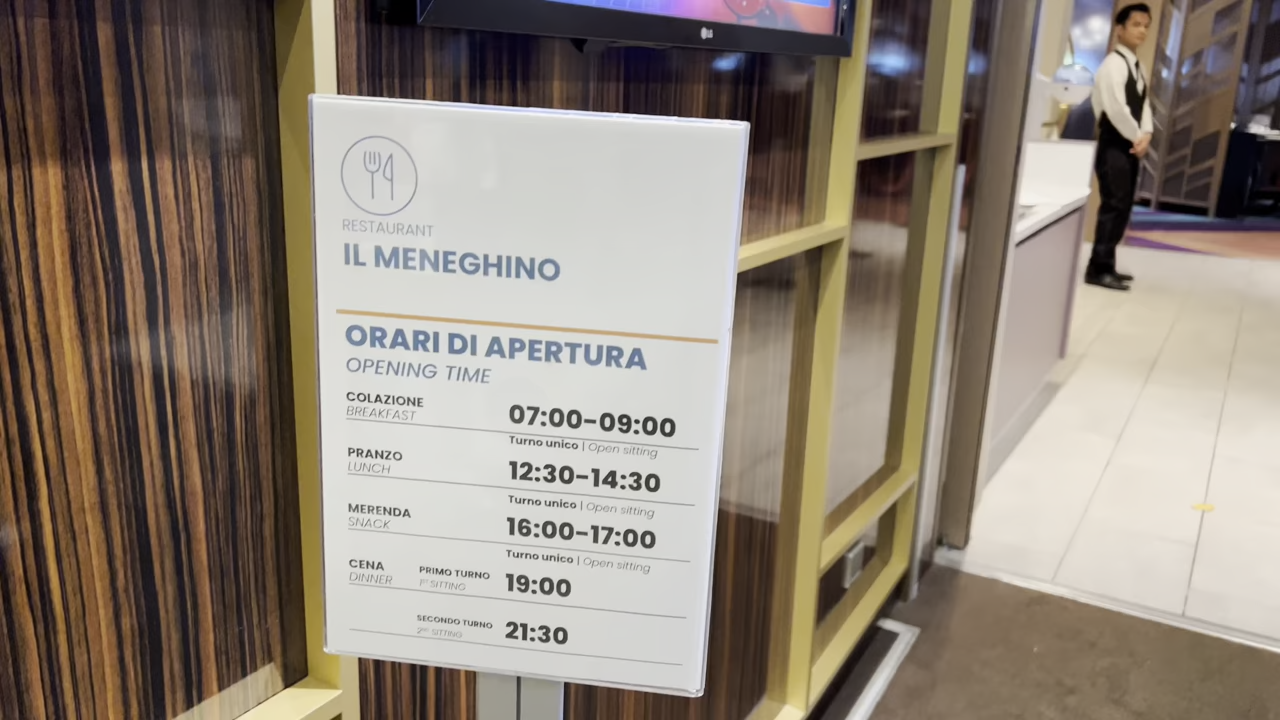 LG
RESTAURANT
IL MENEGHINO
ORARI DI APERTURA
OPENING TIME
COLAZIONE
BREAKFAST
07:00-09:00
Turno unico | Open sitting
PRANZO
LUNCH
12:30-14:30
Turno unico | Open sitting
MERENDA
SNACK
16:00-17:00
Turno unico | Open sitting
CENA
DINNER
PRIMO TURNO
1ST SITTING
19:00
SECONDO TURNO
2ND SITTING
21:30